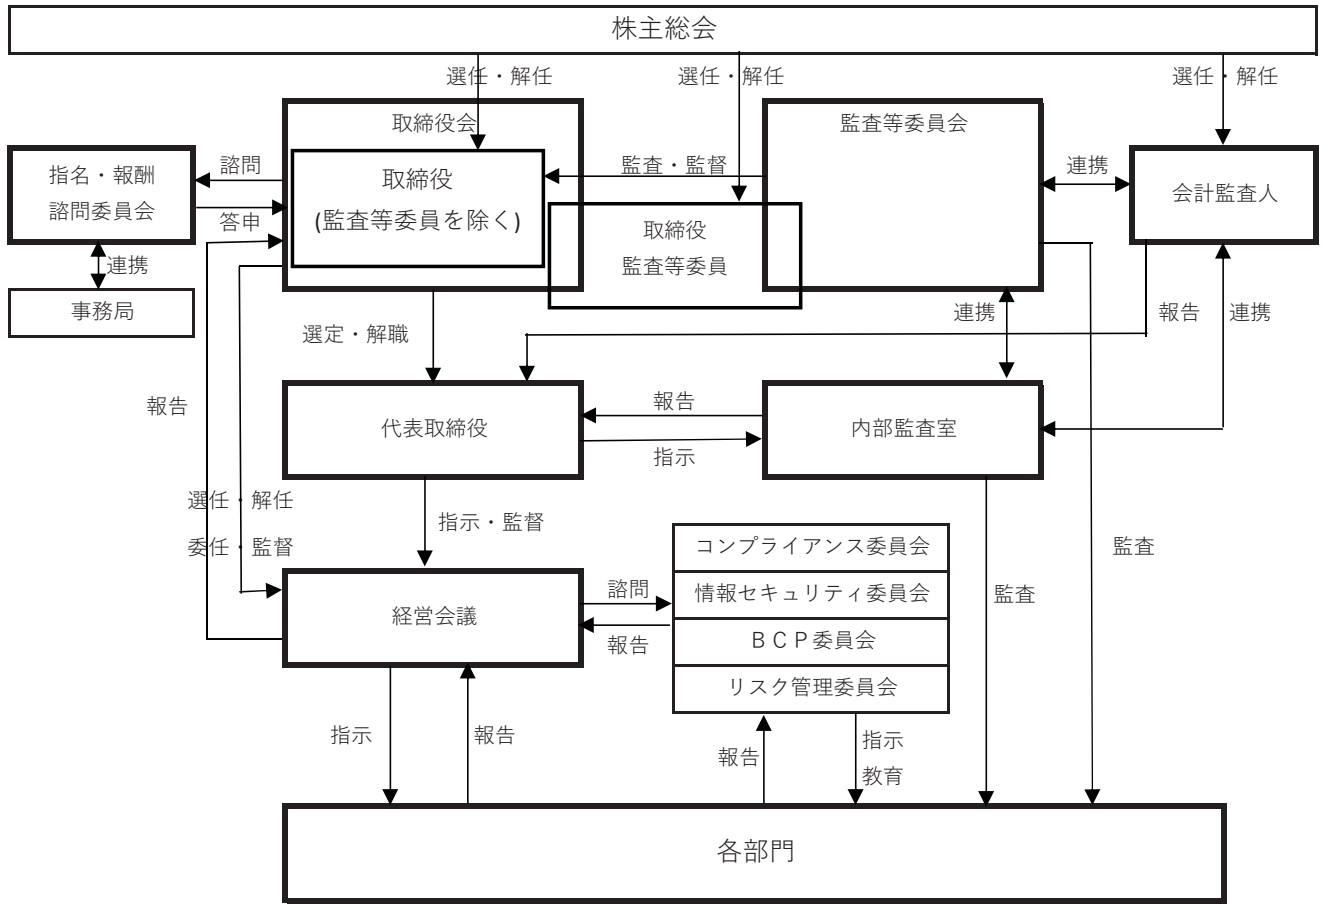 株主総会
選任・解任
選任・解任
選任・解任
取締役会
監査等委員会
指名・報酬
諮問委員会
諮問
答申
取締役
(監査等委員を除く)
監査・監督
取締役
監査等委員
連携
会計監査人
連携
事務局
選定・解職
連携
報告
連携
報告
代表取締役
報告
指示
内部監査室
選任・解任
委任・監督
指示・監督
コンプライアンス委員会
情報セキュリティ委員会
ＢＣＰ委員会
リスク管理委員会
監査
監査
経営会議
諮問
報告
指示
報告
報告
指示
教育
各部門